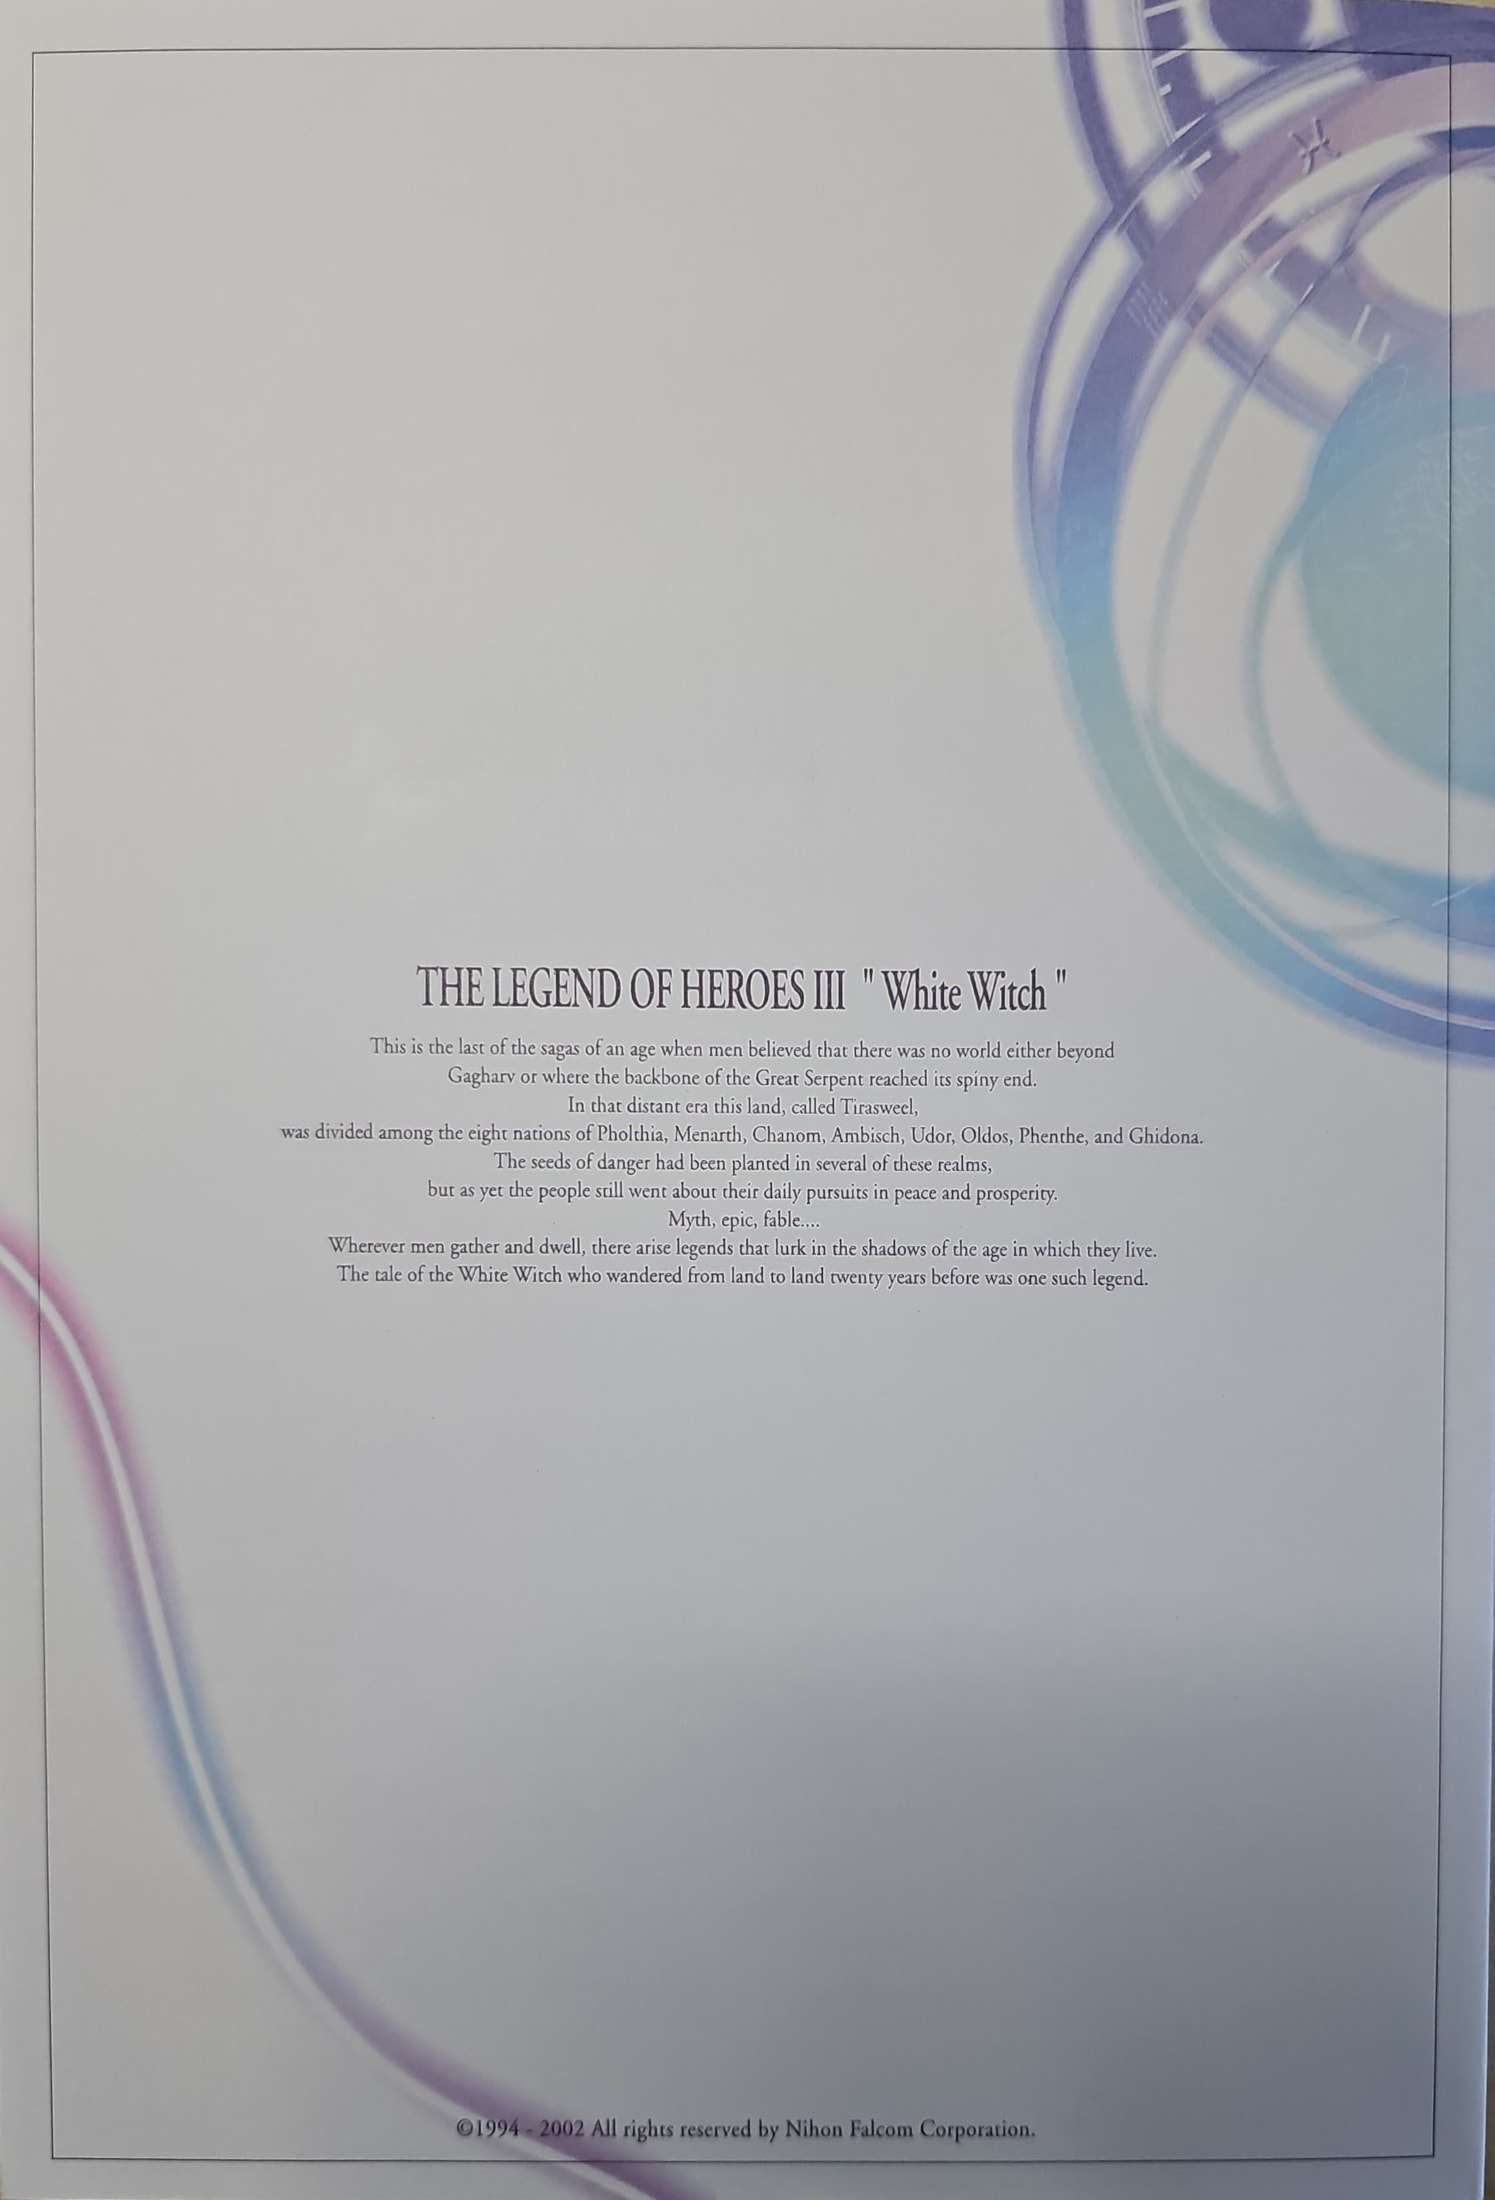 THE LEGEND OF HEROES III " White Witch "
This is the last of the sagas of an age when men believed that there was no world either beyond
Gagharv or where the backbone of the Great Serpent reached its spiny end.
In that distant era this land, called Tirasweel,
was divided among the eight nations of Pholthia, Menarth, Chanom, Ambisch, Udor, Oldos, Phenthe, and Ghidona.
The seeds of danger had been planted in several of these realms,
but as yet the people still went about their daily pursuits in peace and prosperity.
Myth, epic, fable....
Wherever men gather and dwell, there arise legends that lurk in the shadows of the age in which they live.
The tale of the White Witch who wandered from land to land twenty years before was one such legend.
©1994 - 2002 All rights reserved by Nihon Falcom Corporation.